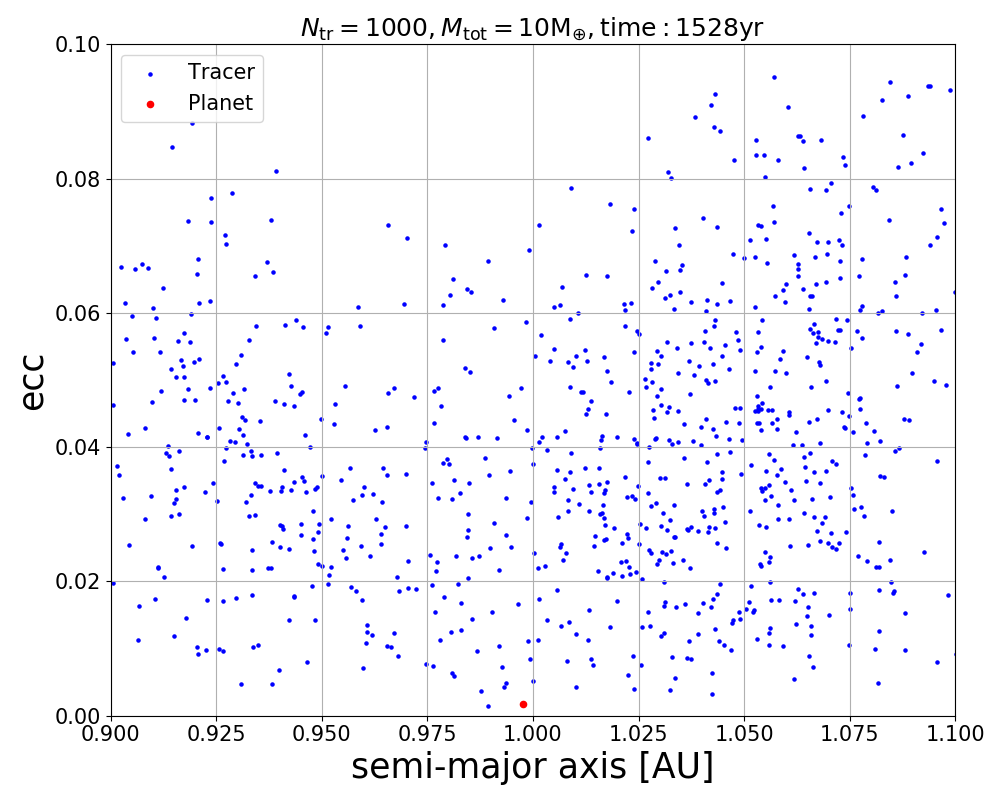 N_tr = 1000, M_tot = 10M_⊕, time : 1528yr
Tracer
Planet
0.10
0.08
0.06
0.04
0.02
0.00
ecc
0.900 0.925 0.950 0.975 1.000 1.025 1.050 1.075 1.100
semi-major axis [AU]